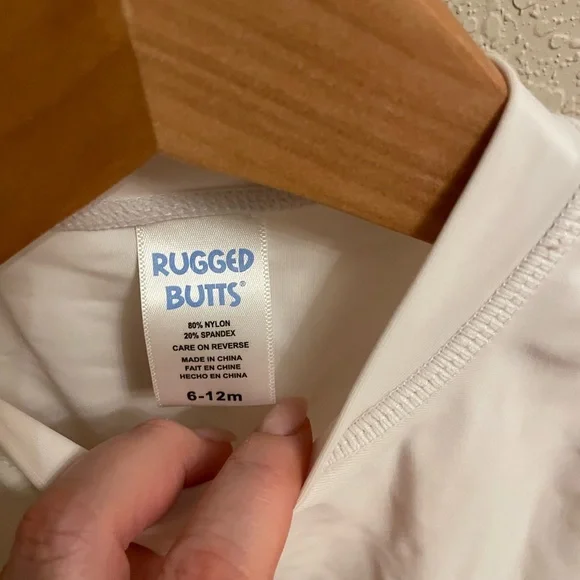 RUGGED
BUTTS®
80% NYLON
20% SPANDEX
CARE ON REVERSE
MADE IN CHINA
FAIT EN CHINE
HECHO EN CHINA
6-12m